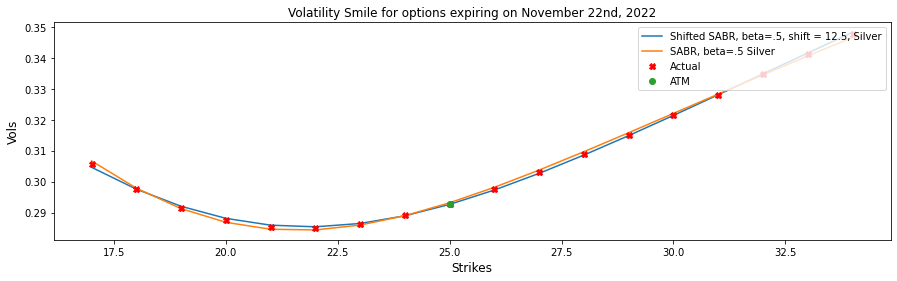 Volatility Smile for options expiring on November 22nd, 2022
0.35
0.34
0.33
0.32
0.31
0.30
0.29
Vols
Shifted SABR, beta=.5, shift = 12.5, Silver
SABR, beta=.5 Silver
Actual
ATM
17.5
20.0
22.5
25.0
27.5
30.0
32.5
Strikes